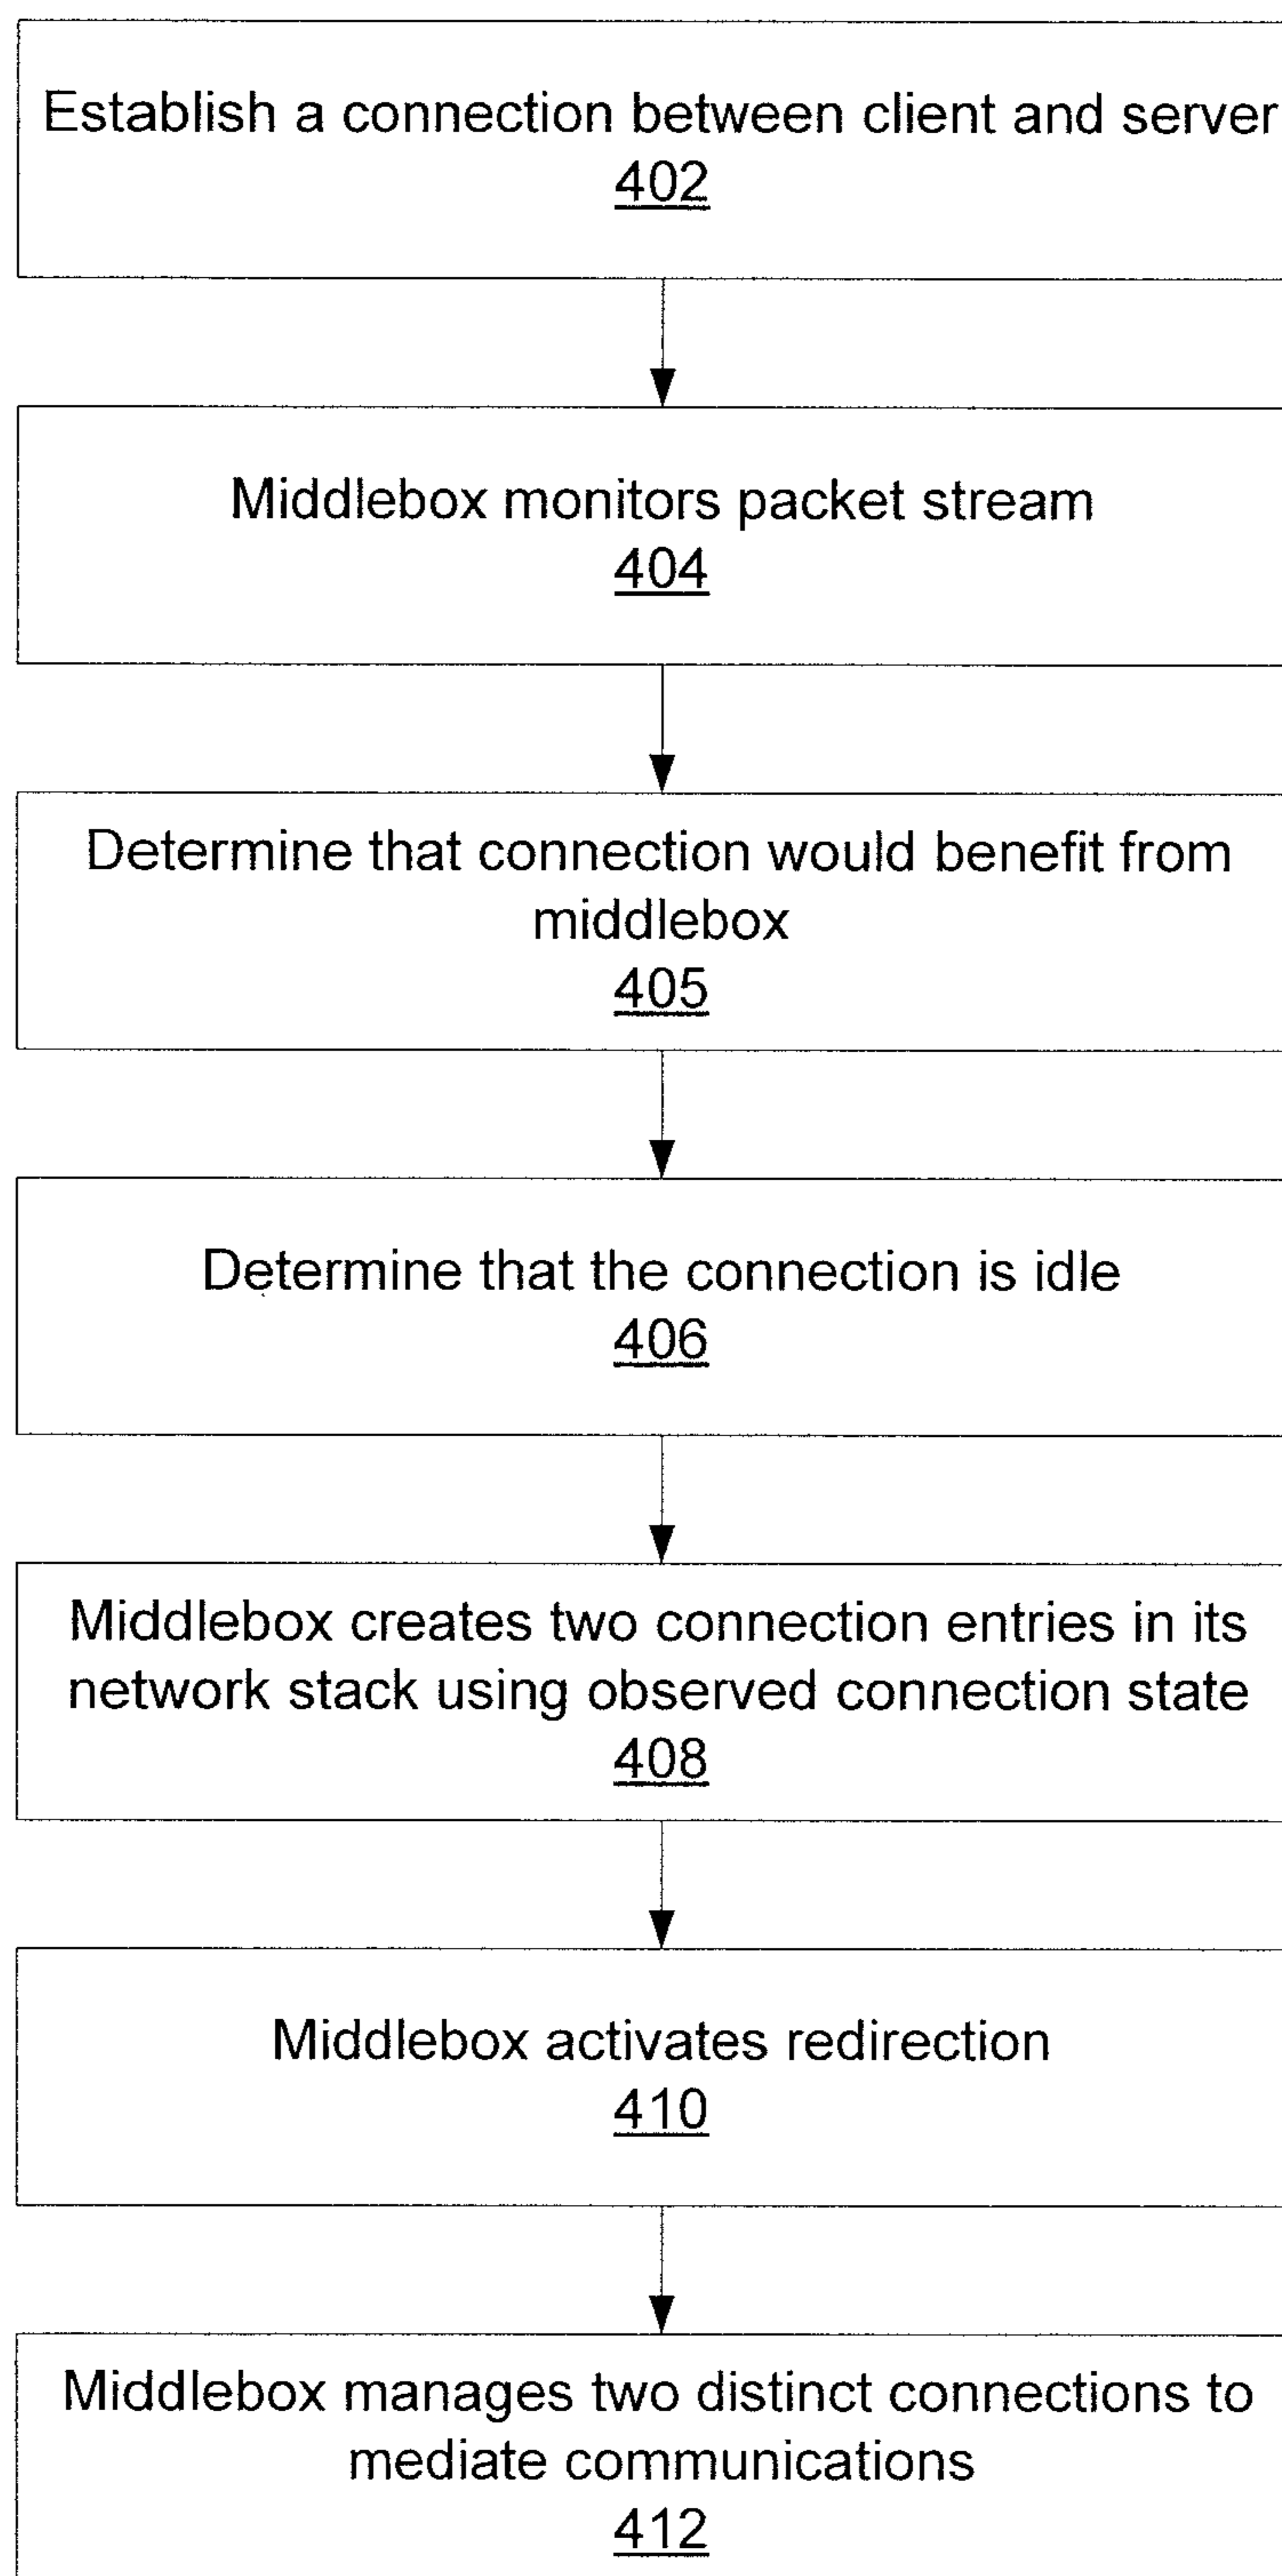 Establish a connection between client and server
402
Middlebox monitors packet stream
404
Determine that connection would benefit from
middlebox
405
Determine that the connection is idle
406
Middlebox creates two connection entries in its
network stack using observed connection state
408
Middlebox activates redirection
410
Middlebox manages two distinct connections to
mediate communications
412